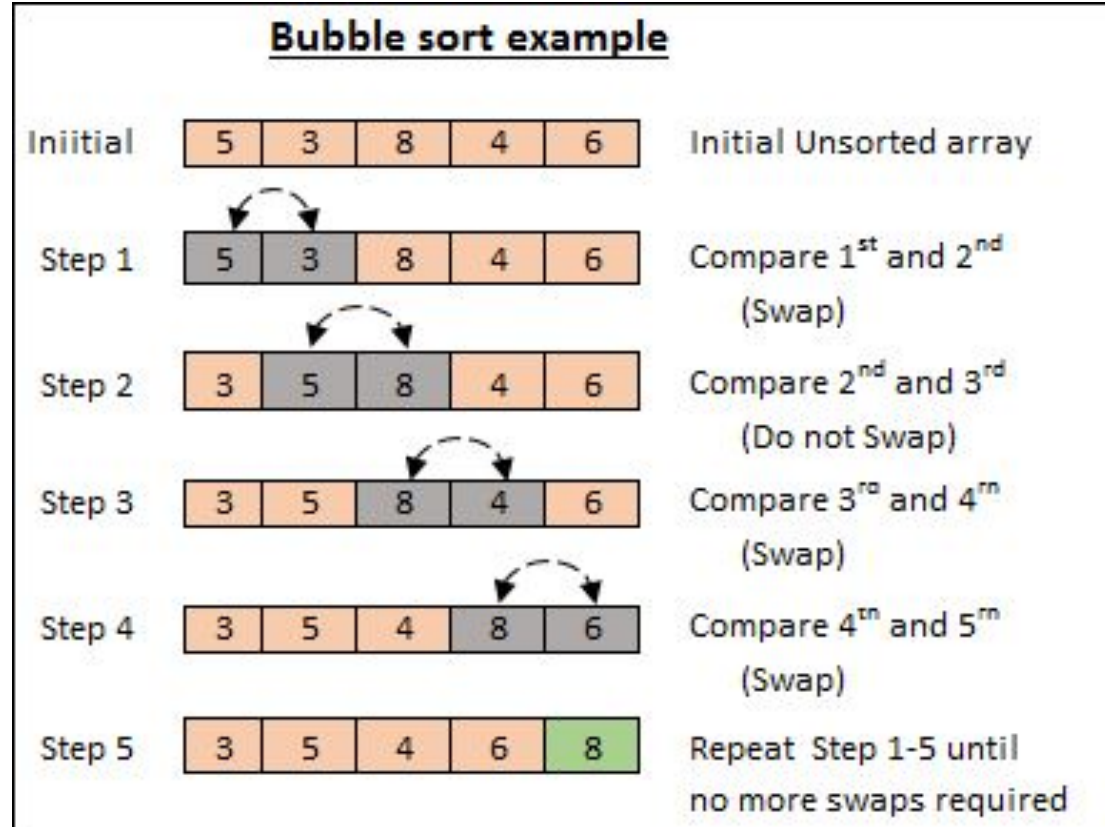 Bubble sort example
Iniitial 5 3 8 4 6 Initial Unsorted array
Step 1 5 3 8 4 6 Compare 1st and 2nd
(Swap)
Step 2 3 5 8 4 6 Compare 2nd and 3rd
(Do not Swap)
Step 3 3 5 8 4 6 Compare 3rd and 4th
(Swap)
Step 4 3 5 4 8 6 Compare 4th and 5th
(Swap)
Step 5 3 5 4 6 8 Repeat Step 1-5 until
no more swaps required